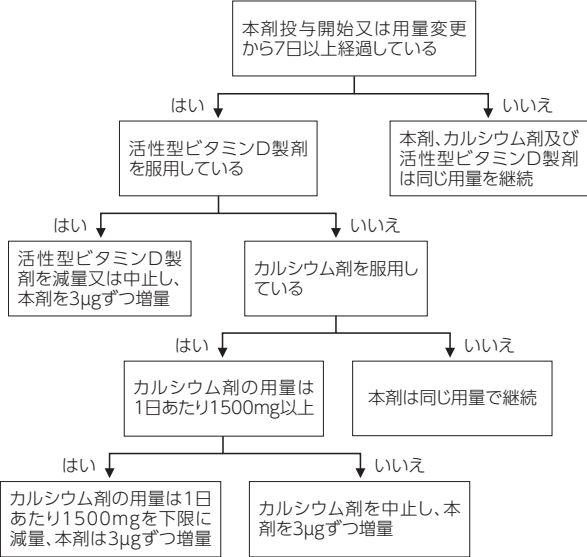 本剤投与開始又は用量変更
から7日以上経過している
はい
いいえ
活性型ビタミンD製剤
を服用している
本剤、カルシウム剤及び
活性型ビタミンD製剤
は同じ用量を継続
はい
いいえ
活性型ビタミンD製
剤を減量又は中止し、
本剤を3μgずつ増量
カルシウム剤を服用し
ている
はい
いいえ
カルシウム剤の用量は
1日あたり1500mg以上
本剤は同じ用量で継続
はい
いいえ
カルシウム剤の用量は1日
あたり1500mgを下限に
減量、本剤は3μgずつ増量
カルシウム剤を中止し、本
剤を3μgずつ増量